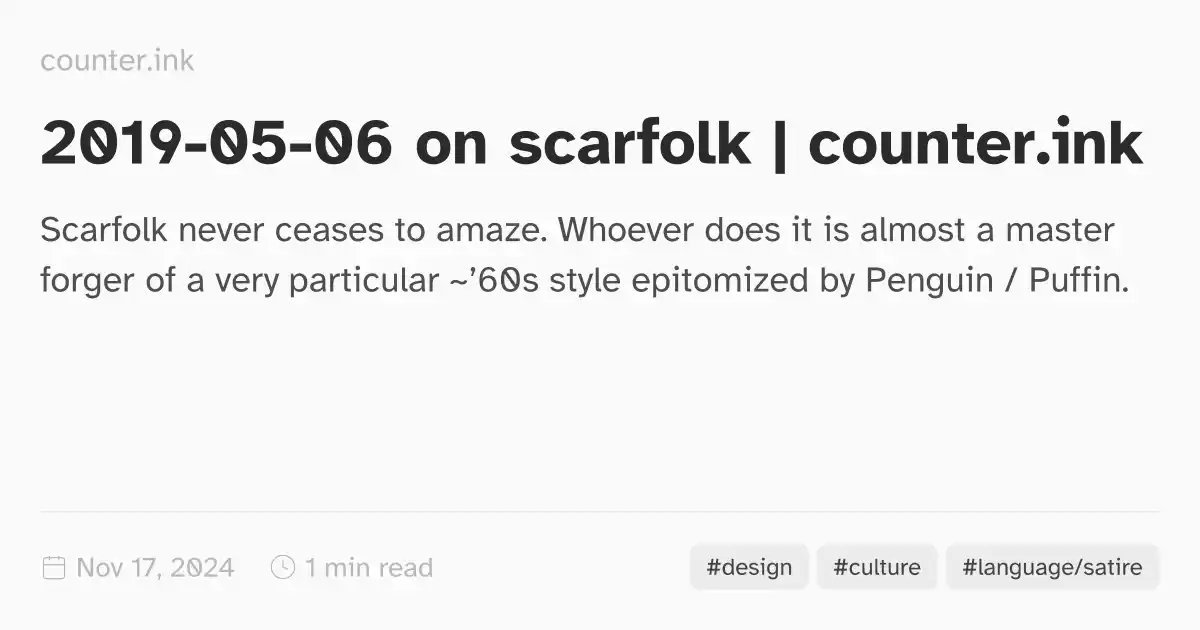 counter.ink
2019-05-06 on scarfolk | counter.ink
Scarfolk never ceases to amaze. Whoever does it is almost a master
forger of a very particular ~’60s style epitomized by Penguin / Puffin.
Nov 17, 2024 1 min read #design #culture #language/satire